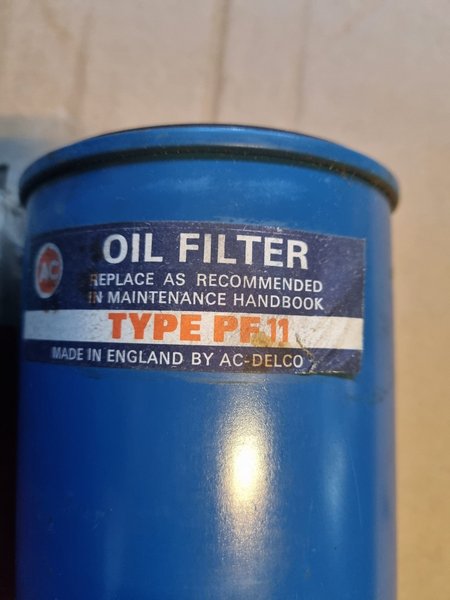 AC
OIL FILTER
REPLACE AS RECOMMENDED
IN MAINTENANCE HANDBOOK
TYPE PF 11
MADE IN ENGLAND BY AC-DELCO